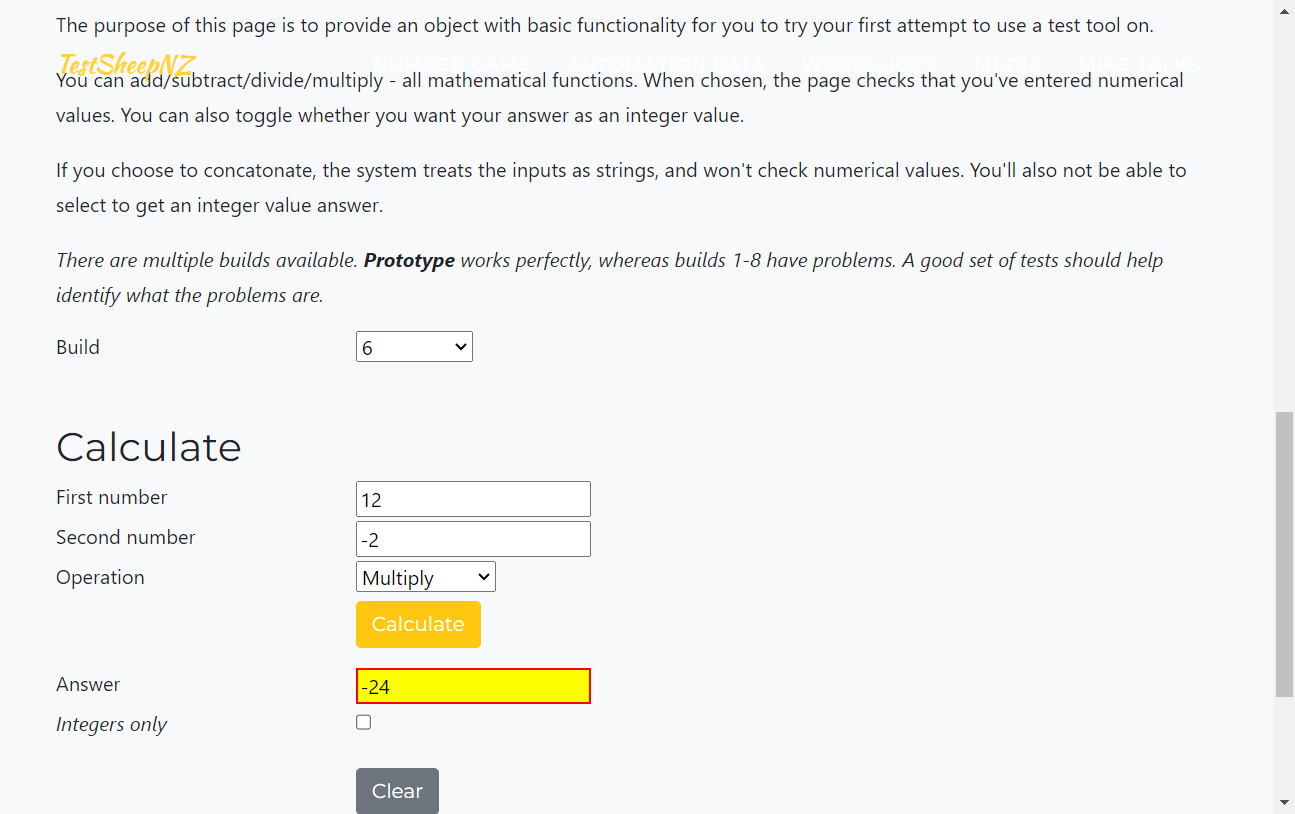 The purpose of this page is to provide an object with basic functionality for you to try your first attempt to use a test tool on.
TestSheepNZ
NUMBER GAME AUTOMATION KATA WORKSHOPS MEDIA MIKE TALKS
You can add/subtract/divide/multiply - all mathematical functions. When chosen, the page checks that you've entered numerical
values. You can also toggle whether you want your answer as an integer value.
If you choose to concatonate, the system treats the inputs as strings, and won't check numerical values. You'll also not be able to
select to get an integer value answer.
There are multiple builds available. Prototype works perfectly, whereas builds 1-8 have problems. A good set of tests should help
identify what the problems are.
Build 6
Calculate
First number 12
Second number -2
Operation Multiply
Calculate
Answer -24
Integers only
Clear